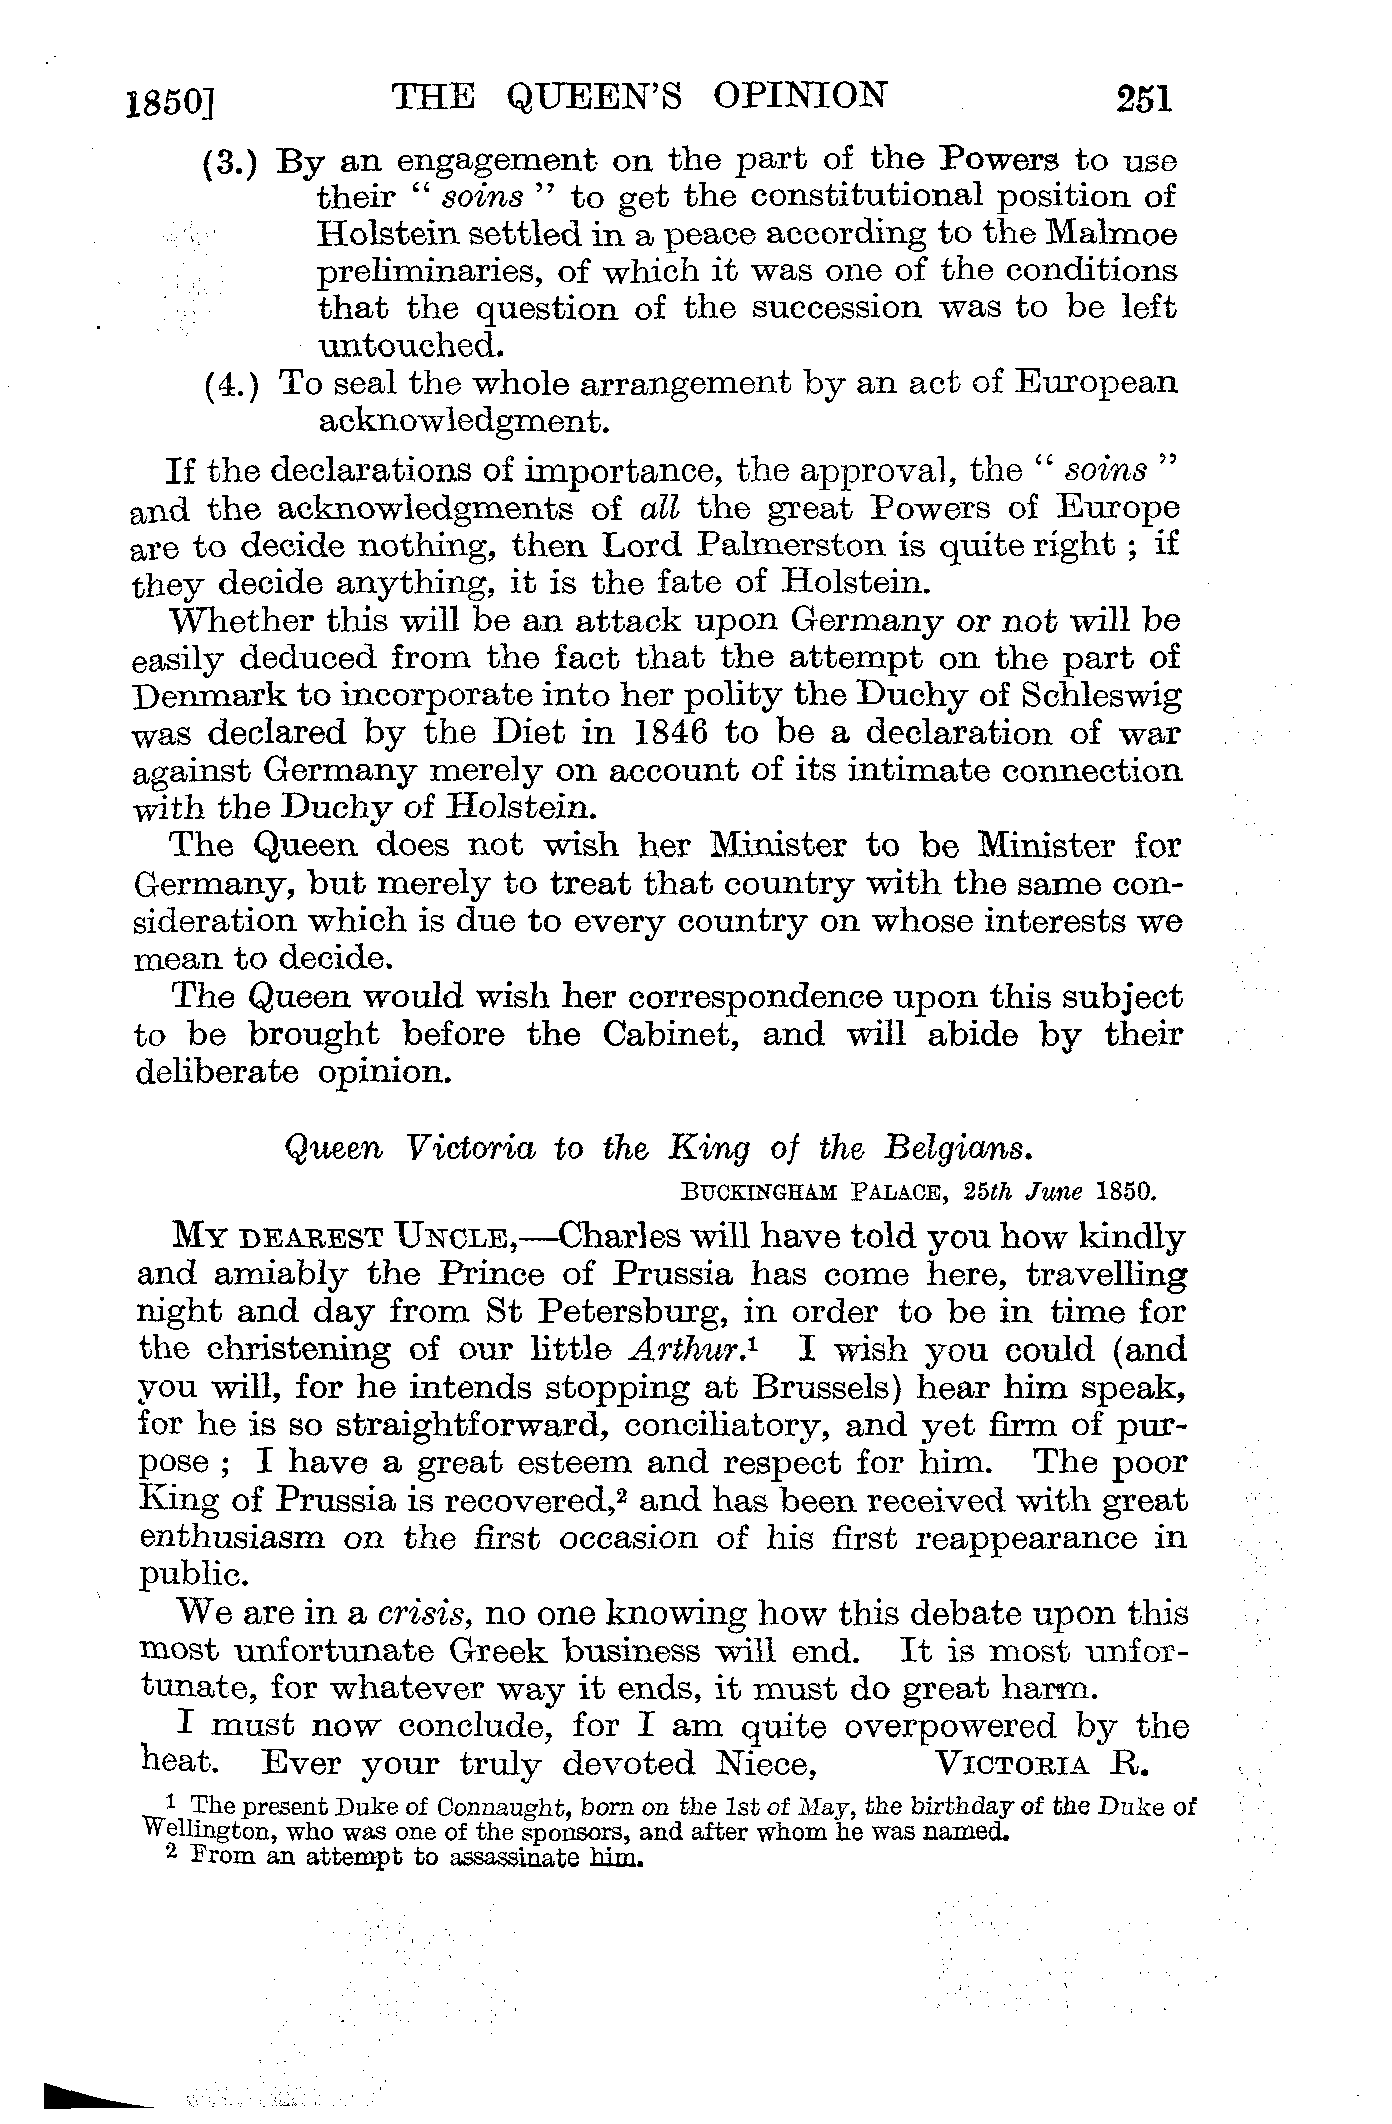 1850] THE QUEEN'S OPINION 251
(3.) By an engagement on the part of the Powers to use
their “ soins ” to get the constitutional position of
Holstein settled in a peace according to the Malmoe
preliminaries, of which it was one of the conditions
that the question of the succession was to be left
untouched.
(4.) To seal the whole arrangement by an act of European
acknowledgment.
If the declarations of importance, the approval, the “ soins ”
and the acknowledgments of all the great Powers of Europe
are to decide nothing, then Lord Palmerston is quite right ; if
they decide anything, it is the fate of Holstein.
Whether this will be an attack upon Germany or not will be
easily deduced from the fact that the attempt on the part of
Denmark to incorporate into her polity the Duchy of Schleswig
was declared by the Diet in 1846 to be a declaration of war
against Germany merely on account of its intimate connection
with the Duchy of Holstein.
The Queen does not wish her Minister to be Minister for
Germany, but merely to treat that country with the same con-
sideration which is due to every country on whose interests we
mean to decide.
The Queen would wish her correspondence upon this subject
to be brought before the Cabinet, and will abide by their
deliberate opinion.
Queen Victoria to the King of the Belgians.
BUCKINGHAM PALACE, 25th June 1850.
MY DEAREST UNCLE,—Charles will have told you how kindly
and amiably the Prince of Prussia has come here, travelling
night and day from St Petersburg, in order to be in time for
the christening of our little Arthur.¹ I wish you could (and
you will, for he intends stopping at Brussels) hear him speak,
for he is so straightforward, conciliatory, and yet firm of pur-
pose ; I have a great esteem and respect for him. The poor
King of Prussia is recovered,² and has been received with great
enthusiasm on the first occasion of his first reappearance in
public.
We are in a crisis, no one knowing how this debate upon this
most unfortunate Greek business will end. It is most unfor-
tunate, for whatever way it ends, it must do great harm.
I must now conclude, for I am quite overpowered by the
heat. Ever your truly devoted Niece, VICTORIA R.
¹ The present Duke of Connaught, born on the 1st of May, the birthday of the Duke of
Wellington, who was one of the sponsors, and after whom he was named.
² From an attempt to assassinate him.